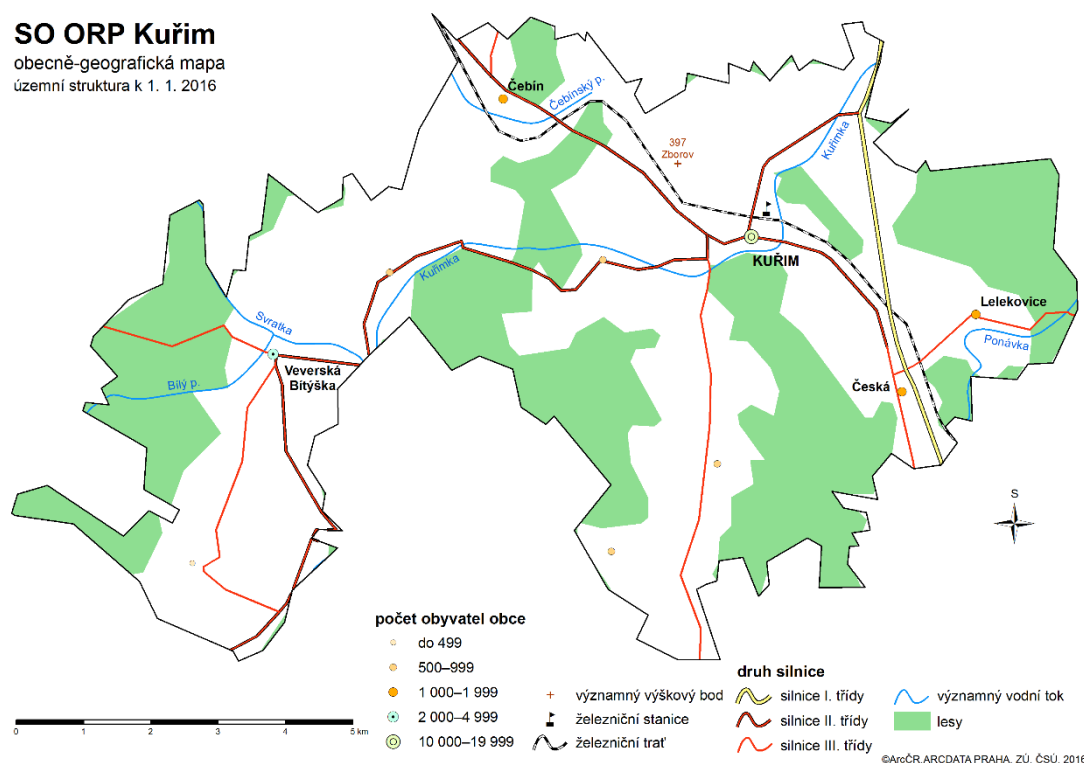 SO ORP Kuřim
obecně-geografická mapa
územní struktura k 1. 1. 2016
Čebín
Čebínský p.
397
Zborov
Kuřimka
KUŘIM
Kuřimka
Lelekovice
Ponávka
Svratka
Veverská
Bítýška
Bílý p.
Česká
S
počet obyvatel obce
do 499
500–999
1 000–1 999
2 000–4 999
10 000–19 999
významný výškový bod
železniční stanice
železniční trať
druh silnice
silnice I. třídy
silnice II. třídy
silnice III. třídy
významný vodní tok
lesy
0 1 2 3 4 5 km
©ArcČR,ARCDATA PRAHA, ZÚ, ČSÚ, 2016